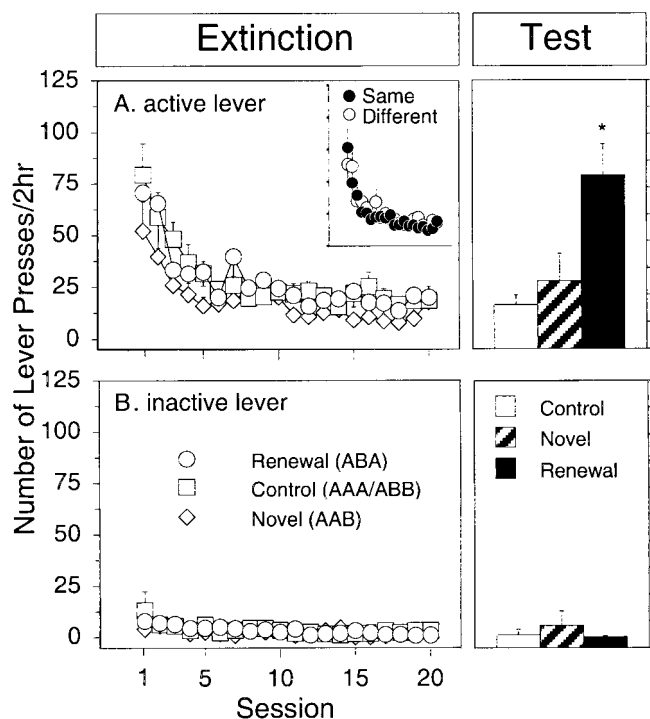 Extinction
Test
Number of Lever Presses/2hr
125
100
75
50
25
0
A. active lever
Same
Different
*
125
100
75
50
25
0
B. inactive lever
Renewal (ABA)
Control (AAA/ABB)
Novel (AAB)
Control
Novel
Renewal
1
5
10
15
20
Session